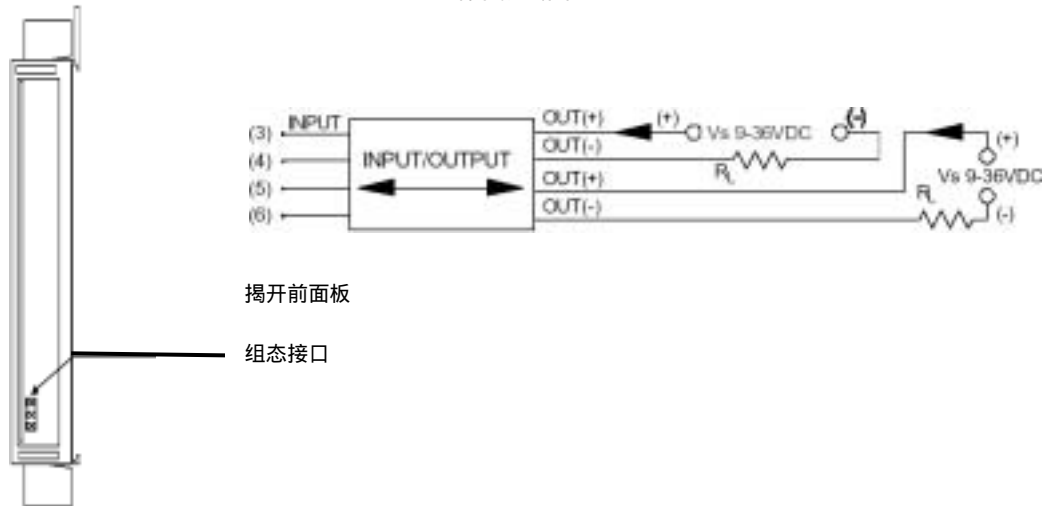 (3) INPUT
(4)
(5)
(6)
INPUT/OUTPUT
OUT(+)
OUT(-)
OUT(+)
OUT(-)
(+) Vs 9-36VDC (-)
RL
(+)
Vs 9-36VDC
RL
(-)
揭开前面板
组态接口